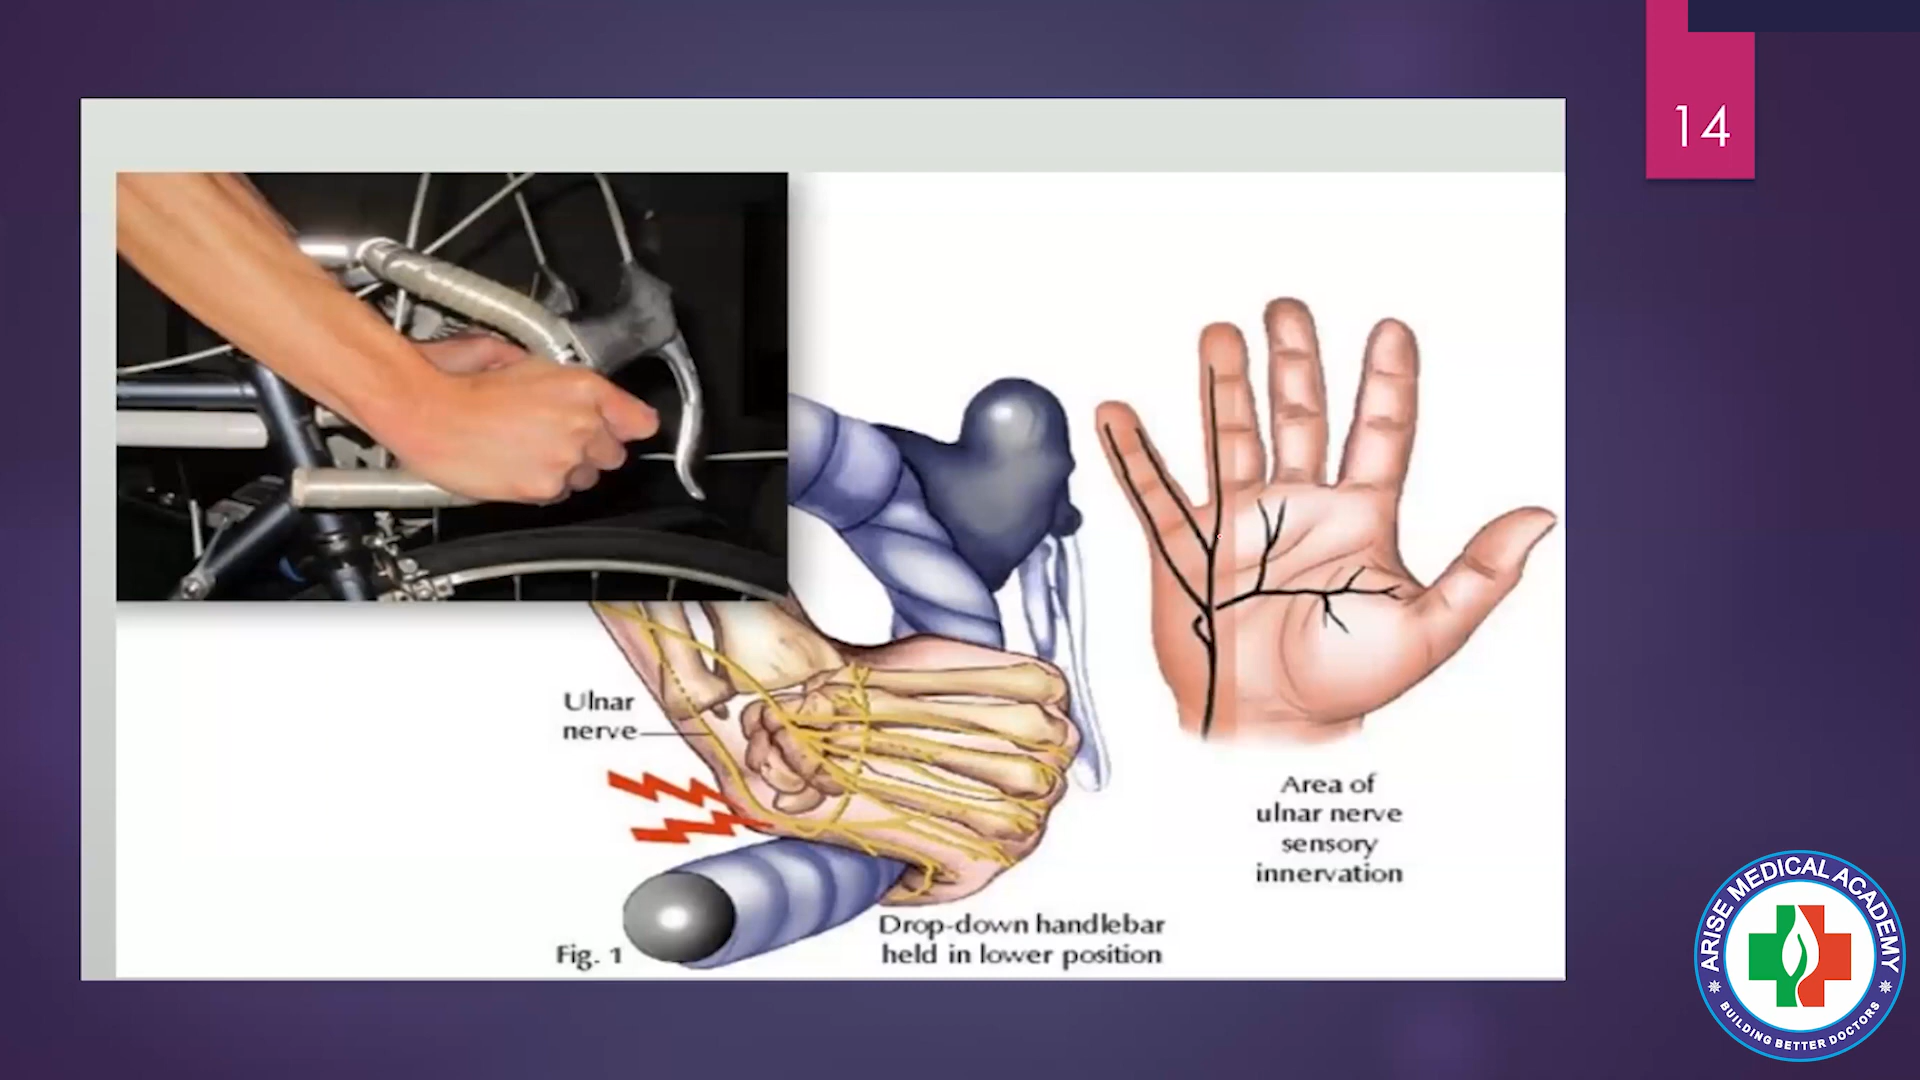 14
Ulnar
nerve
Area of
ulnar nerve
sensory
innervation
Drop-down handlebar
held in lower position
Fig. 1
ARISE MEDICAL ACADEMY
BUILDING BETTER DOCTORS